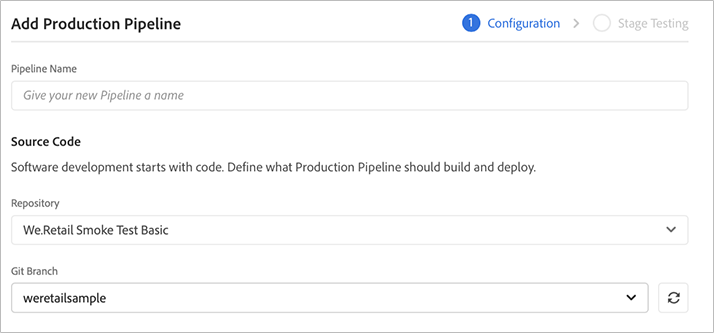 Add Production Pipeline
1 Configuration > Stage Testing
Pipeline Name
Give your new Pipeline a name
Source Code
Software development starts with code. Define what Production Pipeline should build and deploy.
Repository
We.Retail Smoke Test Basic
Git Branch
weretailsample